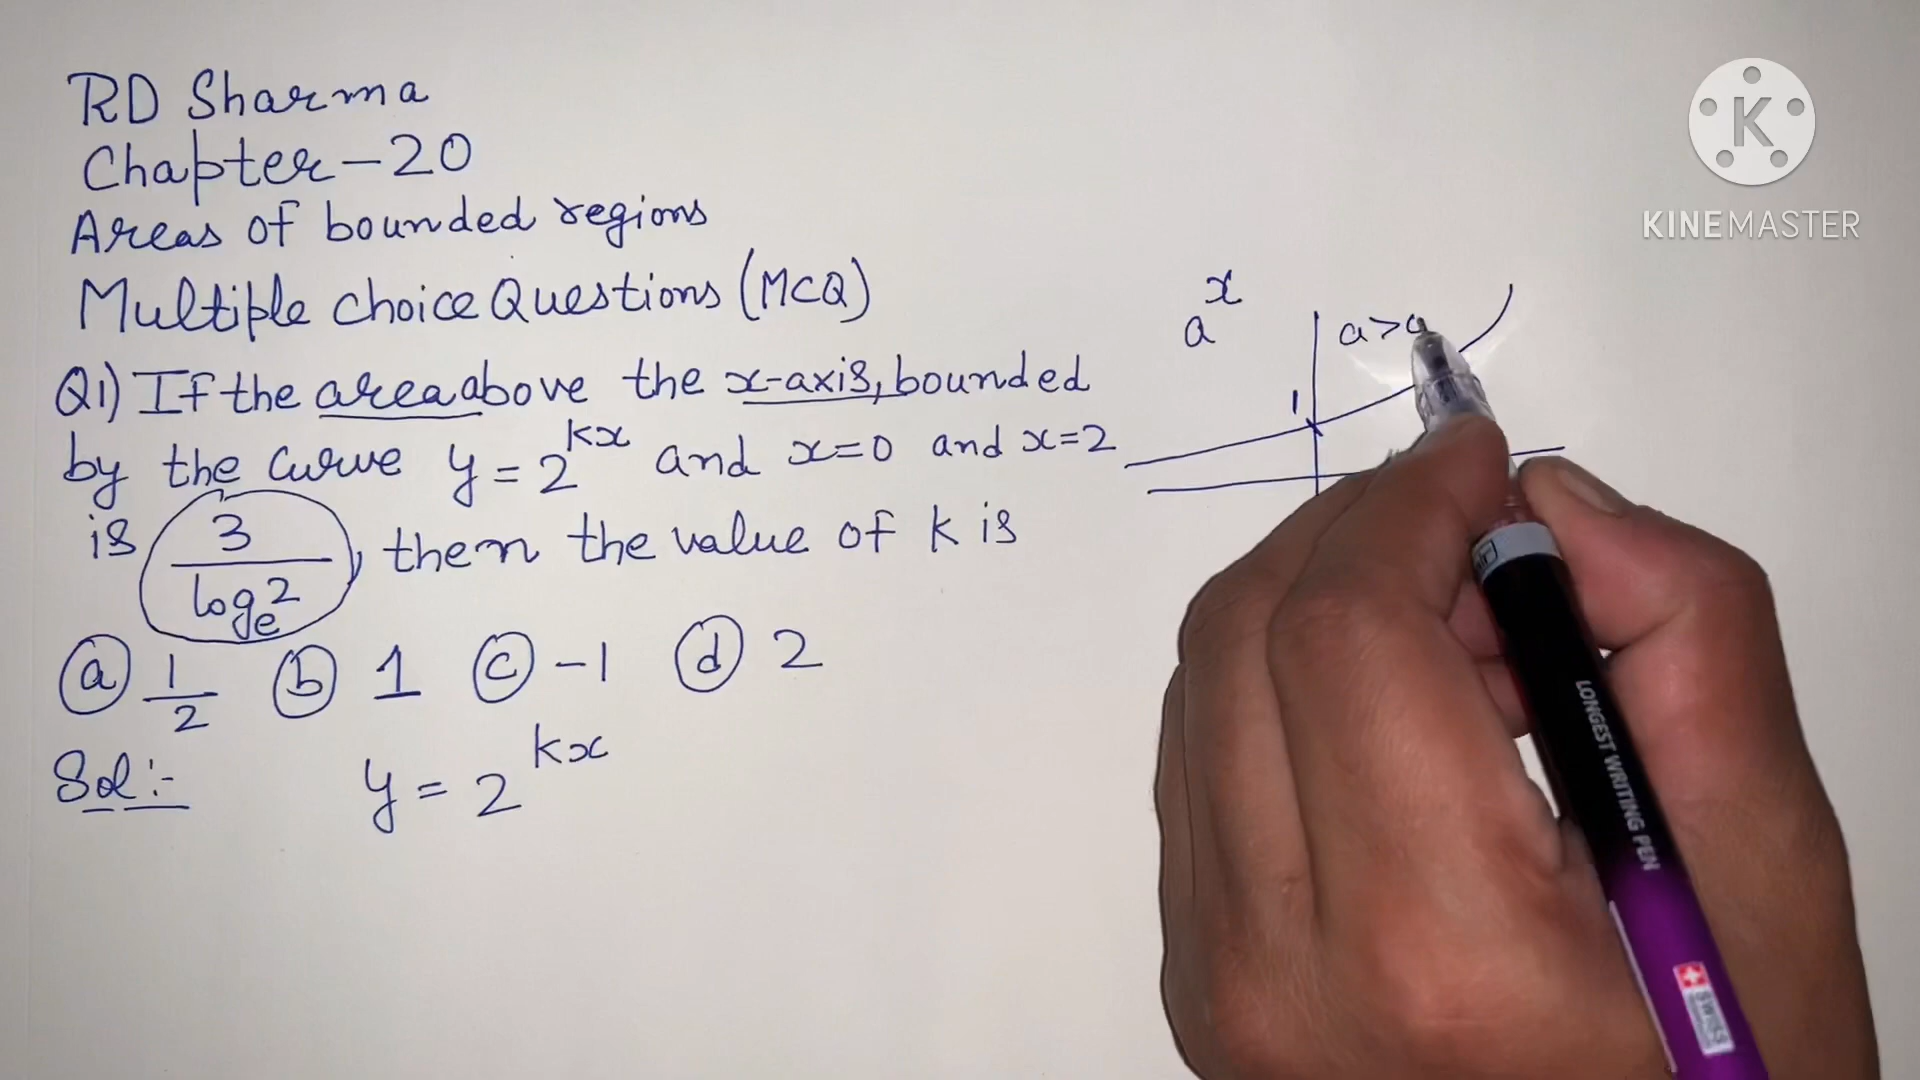 RD Sharma
Chapter-20
Areas of bounded regions
Multiple Choice Questions (MCQ)
Q1) If the area above the x-axis, bounded
by the curve y = 2^kx and x=0 and x=2
is 3/log_e 2, then the value of k is
(a) 1/2 (b) 1 (c) -1 (d) 2
Sol:-
y = 2^kx
a^x
a>
1
K
KINEMASTER
LONGEST WRITING PEN
SWISS